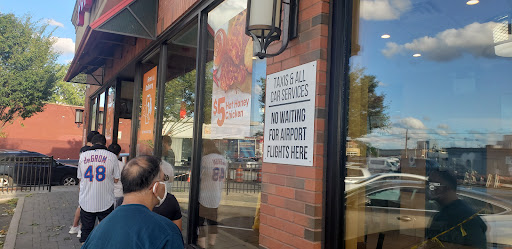 TAXIS & ALL
CAR SERVICES
NO WAITING
FOR AIRPORT
FLIGHTS HERE
$5 Hot Honey
Chicken
deGROM
48